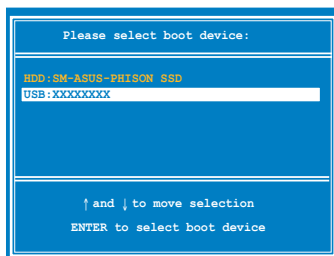 Please select boot device:
HDD:SM-ASUS-PHISON SSD
USB:XXXXXXXX
↑ and ↓ to move selection
ENTER to select boot device